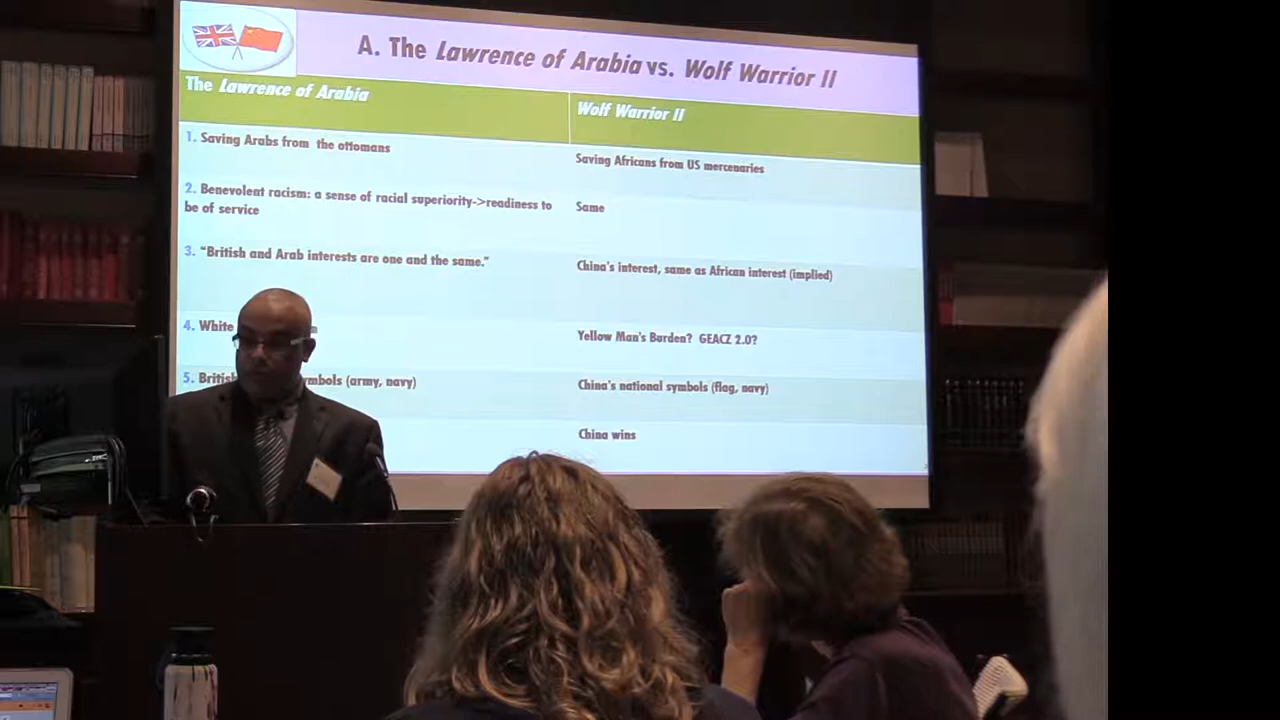 A. The Lawrence of Arabia vs. Wolf Warrior II
The Lawrence of Arabia
Wolf Warrior II
1. Saving Arabs from the ottomans
Saving Africans from US mercenaries
2. Benevolent racism: a sense of racial superiority->readiness to
be of service
Same
3. "British and Arab interests are one and the same."
China's interest, same as African interest (implied)
4. White
Yellow Man's Burden? GEACZ 2.0?
5. British symbols (army, navy)
China's national symbols (flag, navy)
China wins